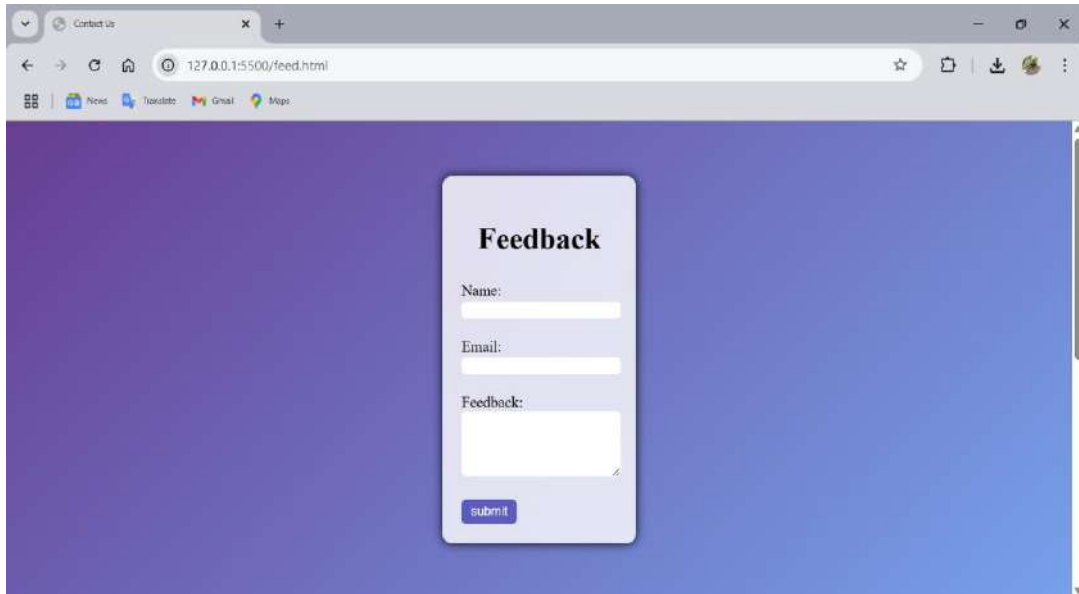 Contact Us
127.0.0.1:5500/feed.html
News Translate Gmail Maps
Feedback
Name:
Email:
Feedback:
submit